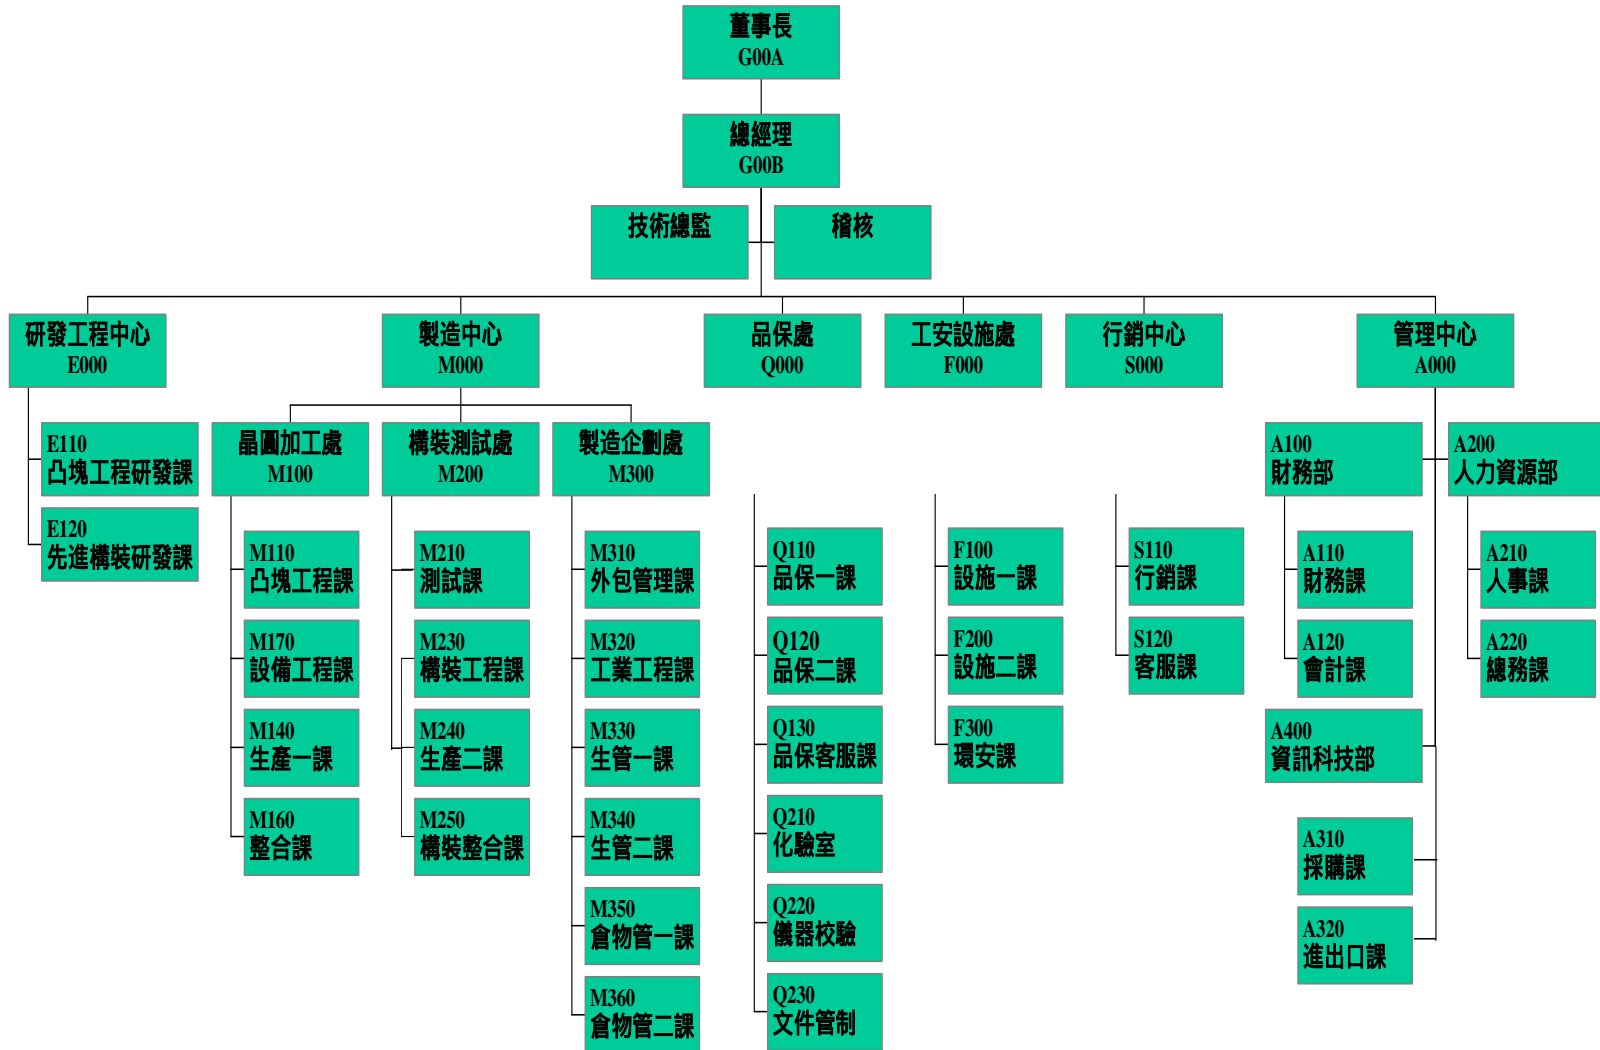 董事長
G00A
總經理
G00B
技術總監
稽核
研發工程中心
E000
製造中心
M000
品保處
Q000
工安設施處
F000
行銷中心
S000
管理中心
A000
E110
凸塊工程研發課
E120
先進構裝研發課
晶圓加工處
M100
M110
凸塊工程課
M170
設備工程課
M140
生產一課
M160
整合課
構裝測試處
M200
M210
測試課
M230
構裝工程課
M240
生產二課
M250
構裝整合課
製造企劃處
M300
M310
外包管理課
M320
工業工程課
M330
生管一課
M340
生管二課
M350
倉物管一課
M360
倉物管二課
Q110
品保一課
Q120
品保二課
Q130
品保客服課
Q210
化驗室
Q220
儀器校驗
Q230
文件管制
F100
設施一課
F200
設施二課
F300
環安課
S110
行銷課
S120
客服課
A100
財務部
A110
財務課
A120
會計課
A200
人力資源部
A210
人事課
A220
總務課
A400
資訊科技部
A310
採購課
A320
進出口課